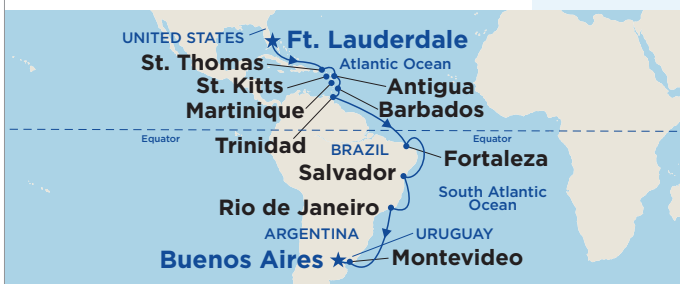 UNITED STATES
Ft. Lauderdale
St. Thomas
Atlantic Ocean
St. Kitts
Antigua
Martinique
Barbados
Equator
Equator
Trinidad
BRAZIL
Fortaleza
Salvador
South Atlantic
Ocean
Rio de Janeiro
ARGENTINA
URUGUAY
Buenos Aires
Montevideo